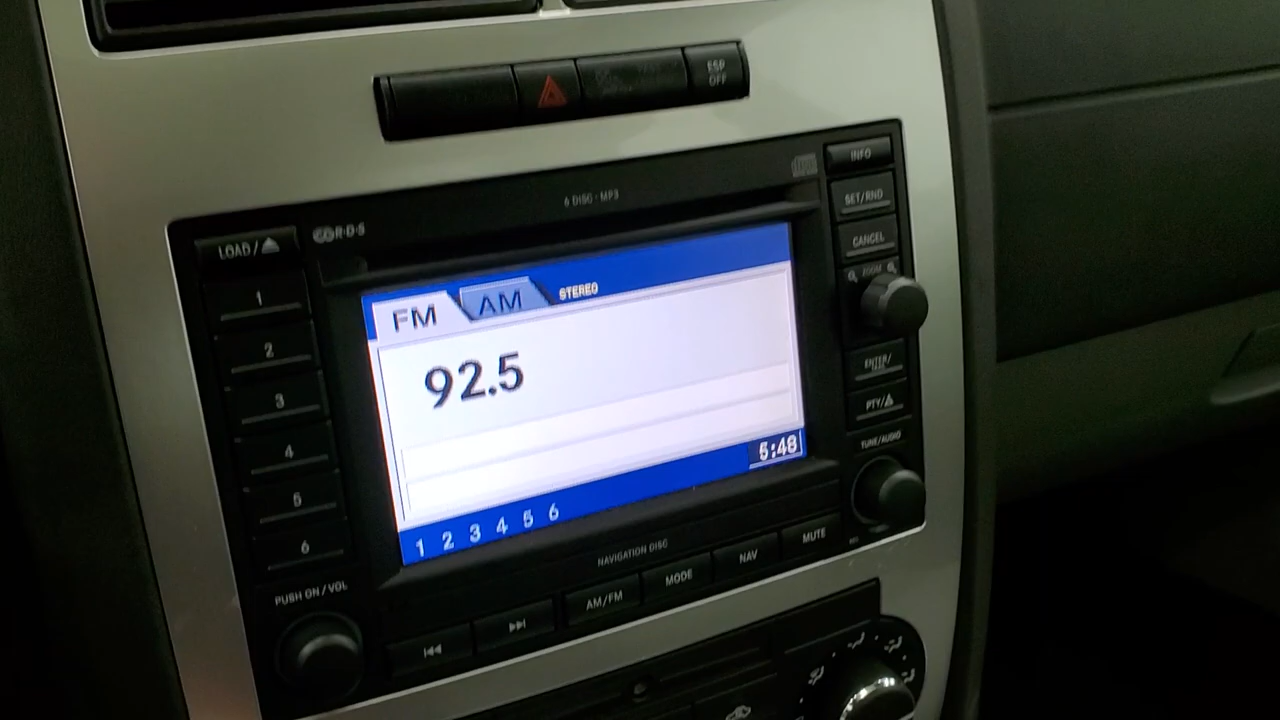 ESP
OFF
INFO
6 DISC · MP3
SET/RND
R·D·S
LOAD /
CANCEL
ZOOM
1
2
3
4
5
6
FM
AM
STEREO
92.5
5:48
1 2 3 4 5 6
ENTER/
PTY/
TUNE/AUDIO
NAVIGATION DISC
PUSH ON / VOL
AM/FM
MODE
NAV
MUTE